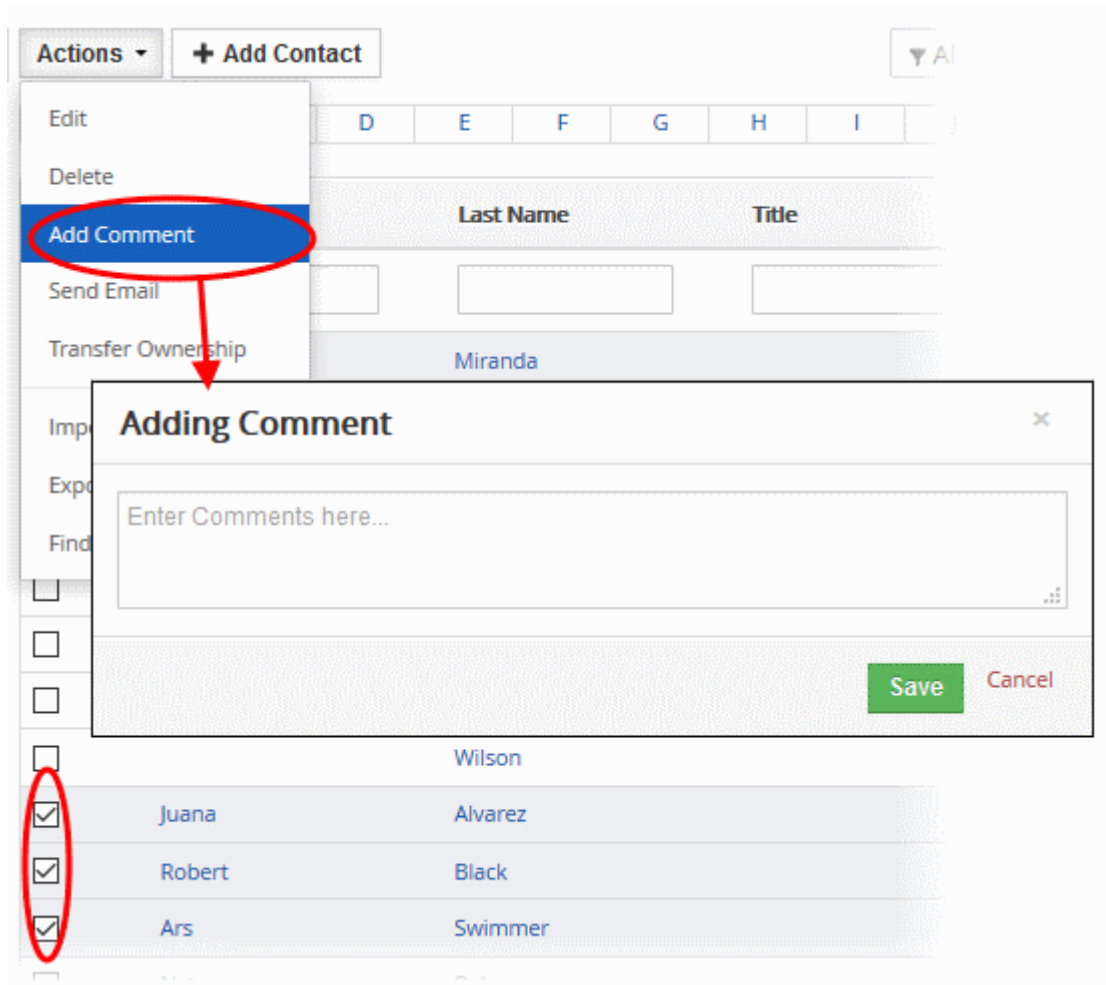 Actions + Add Contact
Edit
D E F G H I
Delete
Last Name Title
Add Comment
Send Email
Transfer Ownership
Miranda
Adding Comment ×
Enter Comments here...
Find
Save Cancel
Wilson
Juana Alvarez
Robert Black
Ars Swimmer